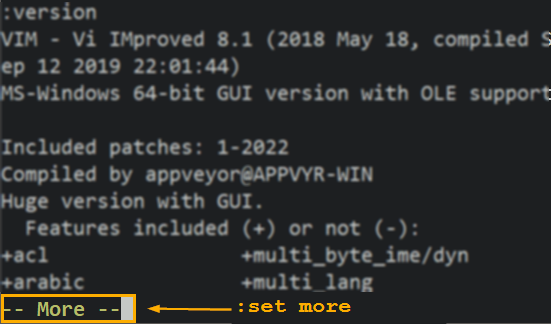 :version
VIM - Vi IMproved 8.1 (2018 May 18, compiled S
ep 12 2019 22:01:44)
MS-Windows 64-bit GUI version with OLE support
Included patches: 1-2022
Compiled by appveyor@APPVYR-WIN
Huge version with GUI.
Features included (+) or not (-):
+acl +multi_byte_ime/dyn
+arabic +multi_lang
-- More --
:set more